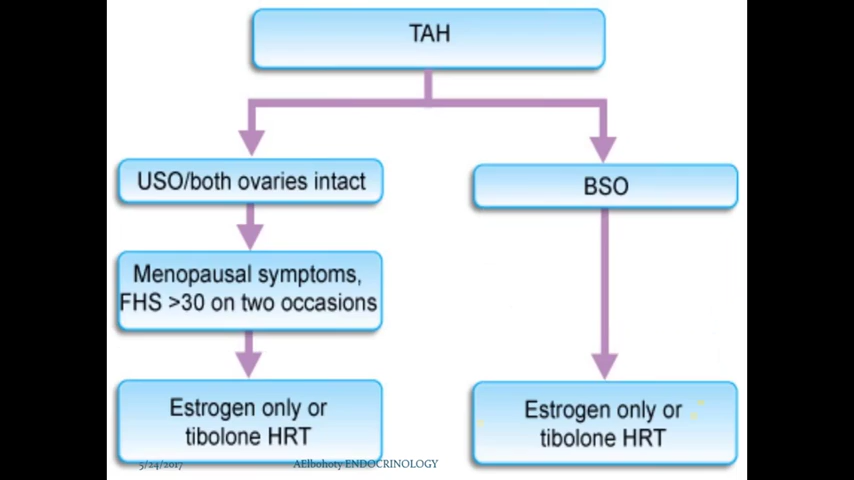 TAH
USO/both ovaries intact
BSO
Menopausal symptoms,
FHS >30 on two occasions
Estrogen only or
tibolone HRT
Estrogen only or
tibolone HRT
5/24/2017
AElbohoty ENDOCRINOLOGY